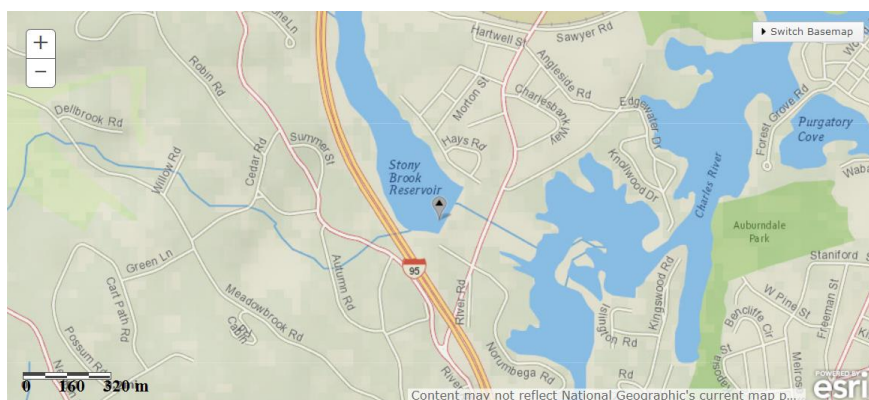 +
−
Switch Basemap
Hartwell St
Sawyer Rd
Robin Rd
Angleside Rd
Morton St
Charlesbank Way
Edgewater Dr
Forest Grove Rd
Dellbrook Rd
Summer St
Hays Rd
Purgatory
Cove
Cedar Rd
Willow Rd
Stony
Brook
Reservoir
Knollwood Dr
Charles River
Auburndale
Park
Green Ln
Staniford S
95
Autumn Rd
Cart Path Rd
Meadowbrook Rd
River Rd
Kingswood Rd
W Pine St
Freeman St
Cabin
Islington
Rd
Possum Rd
Norumbega Rd
Rd
Melros
0 160 320 m
Content may not reflect National Geographic's current map p...
POWERED BY
esri